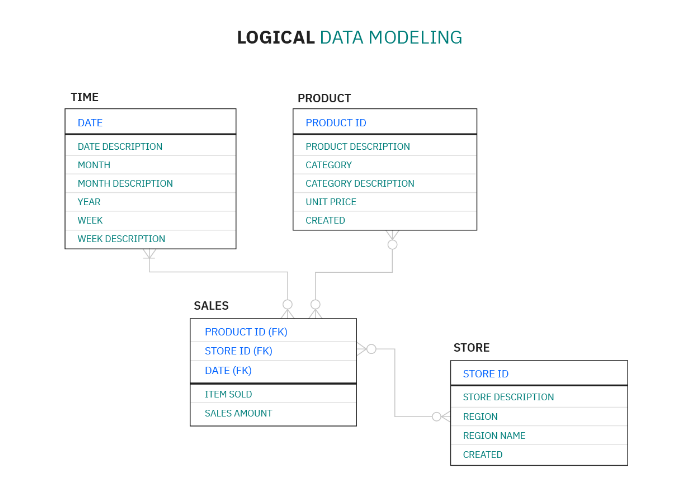 LOGICAL DATA MODELING
TIME
DATE
DATE DESCRIPTION
MONTH
MONTH DESCRIPTION
YEAR
WEEK
WEEK DESCRIPTION
PRODUCT
PRODUCT ID
PRODUCT DESCRIPTION
CATEGORY
CATEGORY DESCRIPTION
UNIT PRICE
CREATED
SALES
PRODUCT ID (FK)
STORE ID (FK)
DATE (FK)
ITEM SOLD
SALES AMOUNT
STORE
STORE ID
STORE DESCRIPTION
REGION
REGION NAME
CREATED